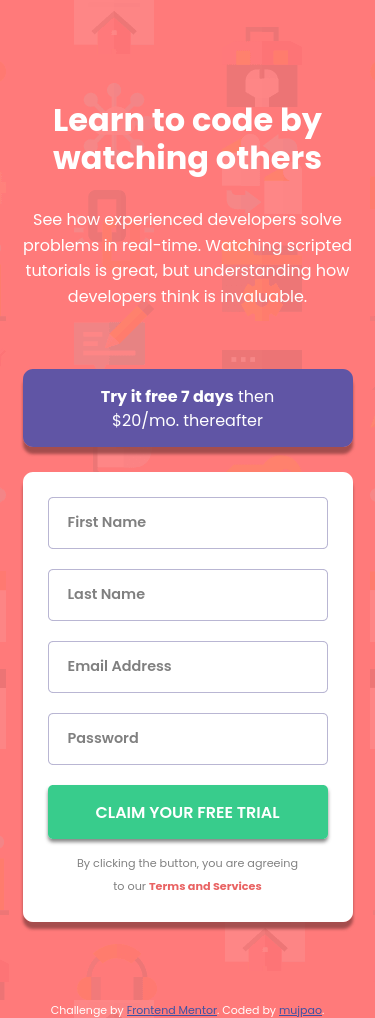 Learn to code by
watching others
See how experienced developers solve
problems in real-time. Watching scripted
tutorials is great, but understanding how
developers think is invaluable.
Try it free 7 days then
$20/mo. thereafter
First Name
Last Name
Email Address
Password
CLAIM YOUR FREE TRIAL
By clicking the button, you are agreeing
to our Terms and Services
Challenge by Frontend Mentor. Coded by mujpao.